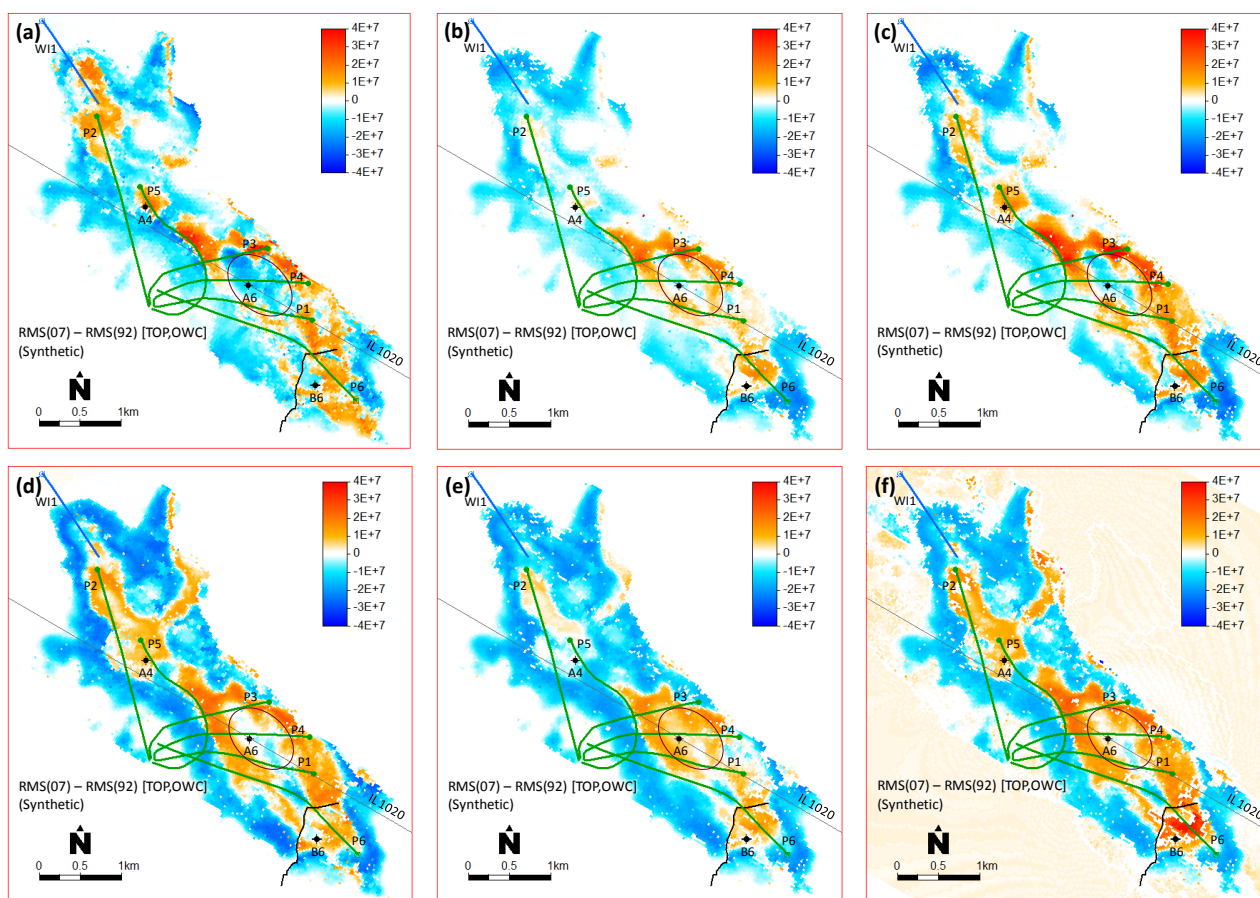 (a)
WI1
P2
P5
A4
P3
P4
A6
P1
IL1020
P6
B6
RMS(07) – RMS(92) [TOP,OWC]
(Synthetic)
N
0 0.5 1km
4E+7
3E+7
2E+7
1E+7
0
-1E+7
-2E+7
-3E+7
-4E+7
(b)
WI1
P2
P5
A4
P3
P4
A6
P1
IL1020
P6
B6
RMS(07) – RMS(92) [TOP,OWC]
(Synthetic)
N
0 0.5 1km
4E+7
3E+7
2E+7
1E+7
0
-1E+7
-2E+7
-3E+7
-4E+7
(c)
WI1
P2
P5
A4
P3
P4
A6
P1
IL1020
P6
B6
RMS(07) – RMS(92) [TOP,OWC]
(Synthetic)
N
0 0.5 1km
4E+7
3E+7
2E+7
1E+7
0
-1E+7
-2E+7
-3E+7
-4E+7
(d)
WI1
P2
P5
A4
P3
P4
A6
P1
IL1020
P6
B6
RMS(07) – RMS(92) [TOP,OWC]
(Synthetic)
N
0 0.5 1km
4E+7
3E+7
2E+7
1E+7
0
-1E+7
-2E+7
-3E+7
-4E+7
(e)
WI1
P2
P5
A4
P3
P4
A6
P1
IL1020
P6
B6
RMS(07) – RMS(92) [TOP,OWC]
(Synthetic)
N
0 0.5 1km
4E+7
3E+7
2E+7
1E+7
0
-1E+7
-2E+7
-3E+7
-4E+7
(f)
WI1
P2
P5
A4
P3
P4
A6
P1
IL1020
P6
B6
RMS(07) – RMS(92) [TOP,OWC]
(Synthetic)
N
0 0.5 1km
4E+7
3E+7
2E+7
1E+7
0
-1E+7
-2E+7
-3E+7
-4E+7